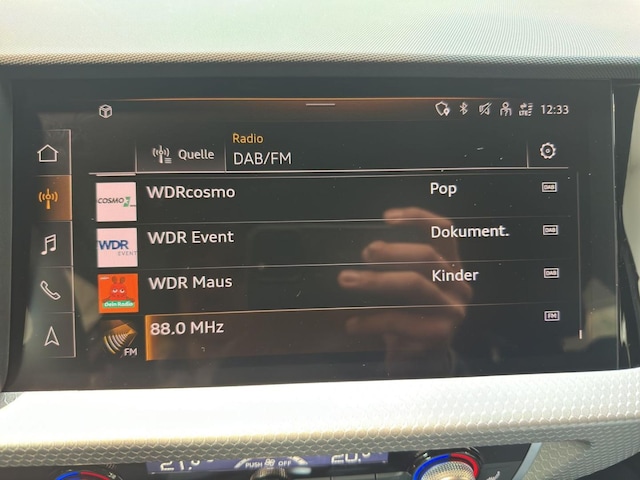 12:33
Radio
Quelle DAB/FM
COSMO WDRcosmo Pop DAB
WDR EVENT WDR Event Dokument. DAB
Dein Radio WDR Maus Kinder DAB
FM 88.0 MHz FM
PUSH OFF